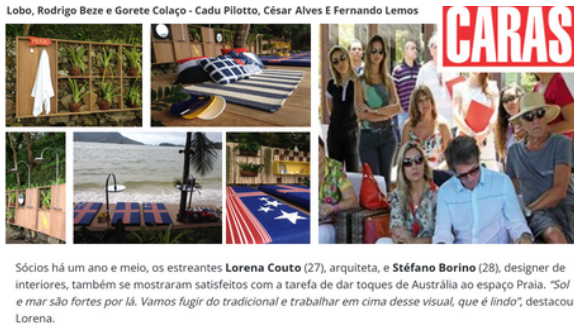 Lobo, Rodrigo Beze e Gorete Colaço - Cadu Pilotto, César Alves E Fernando Lemos
CARAS
Sócios há um ano e meio, os estreantes Lorena Couto (27), arquiteta, e Stéfano Borino (28), designer de
interiores, também se mostraram satisfeitos com a tarefa de dar toques de Austrália ao espaço Praia. "Sol
e mar são fortes por lá. Vamos fugir do tradicional e trabalhar em cima desse visual, que é lindo", destacou
Lorena.